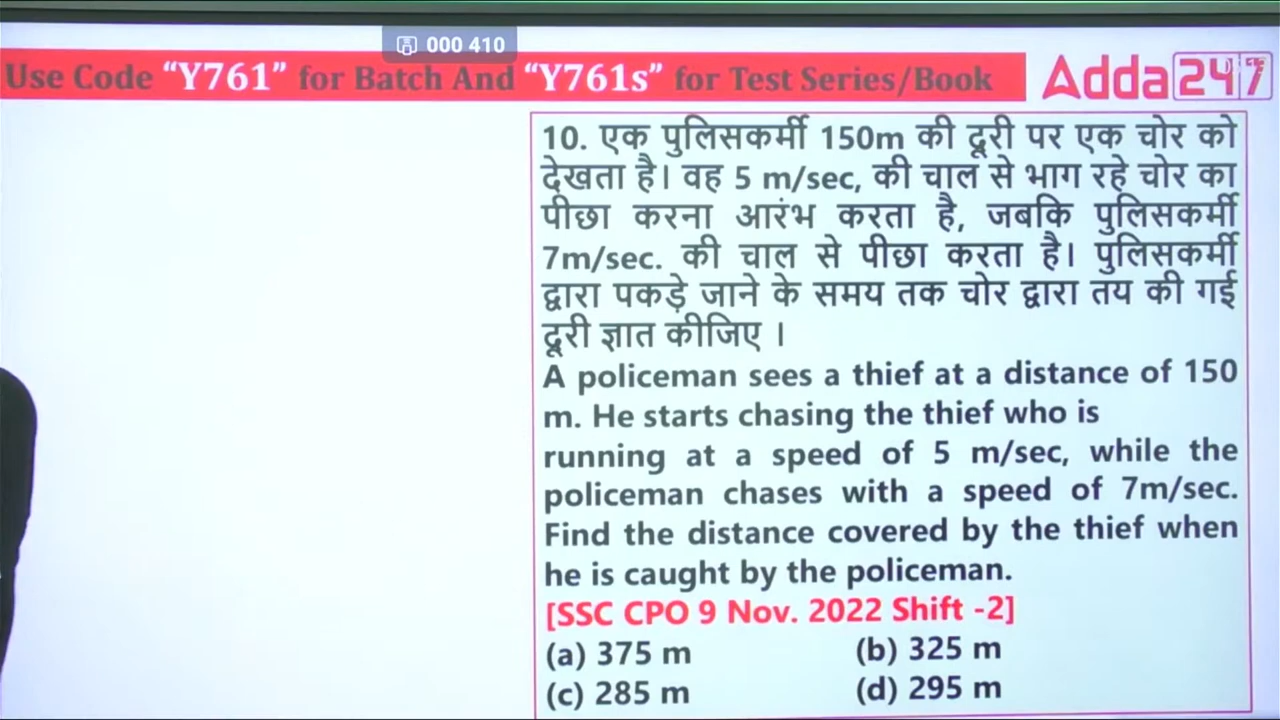 000 410
Use Code “Y761” for Batch And “Y761s” for Test Series/Book
Adda247
10. एक पुलिसकर्मी 150m की दूरी पर एक चोर को
देखता है। वह 5 m/sec, की चाल से भाग रहे चोर का
पीछा करना आरंभ करता है, जबकि पुलिसकर्मी
7m/sec. की चाल से पीछा करता है। पुलिसकर्मी
द्वारा पकड़े जाने के समय तक चोर द्वारा तय की गई
दूरी ज्ञात कीजिए ।
A policeman sees a thief at a distance of 150
m. He starts chasing the thief who is
running at a speed of 5 m/sec, while the
policeman chases with a speed of 7m/sec.
Find the distance covered by the thief when
he is caught by the policeman.
[SSC CPO 9 Nov. 2022 Shift -2]
(a) 375 m (b) 325 m
(c) 285 m (d) 295 m